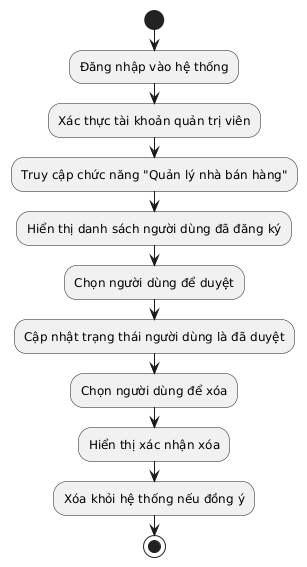 Đăng nhập vào hệ thống
Xác thực tài khoản quản trị viên
Truy cập chức năng "Quản lý nhà bán hàng"
Hiển thị danh sách người dùng đã đăng ký
Chọn người dùng để duyệt
Cập nhật trạng thái người dùng là đã duyệt
Chọn người dùng để xóa
Hiển thị xác nhận xóa
Xóa khỏi hệ thống nếu đồng ý